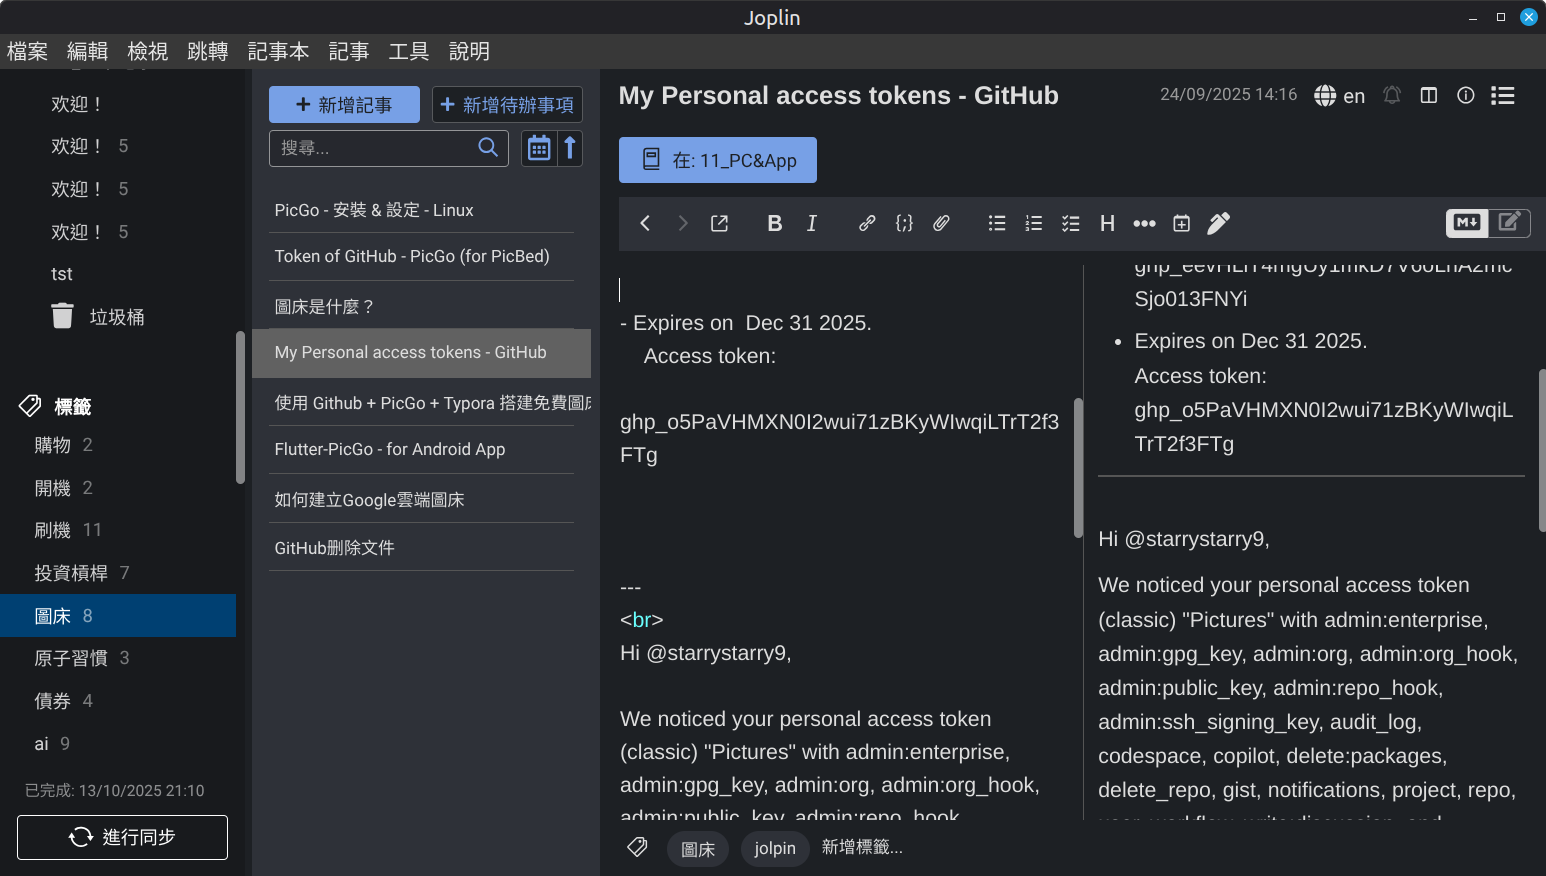 Joplin
檔案 編輯 檢視 跳轉 記事本 記事 工具 說明
欢迎！
欢迎！ 5
欢迎！ 5
欢迎！ 5
tst
垃圾桶
標籤
購物 2
開機 2
刷機 11
投資槓桿 7
圖床 8
原子習慣 3
債券 4
ai 9
已完成: 13/10/2025 21:10
進行同步
新增記事
新增待辦事項
搜尋...
PicGo - 安裝 & 設定 - Linux
Token of GitHub - PicGo (for PicBed)
圖床是什麼？
My Personal access tokens - GitHub
使用 Github + PicGo + Typora 搭建免費圖床
Flutter-PicGo - for Android App
如何建立Google雲端圖床
GitHub刪除文件
My Personal access tokens - GitHub
24/09/2025 14:16
en
在: 11_PC&App
B I H
M
- Expires on  Dec 31 2025.
Access token:
ghp_o5PaVHMXN0I2wui71zBKyWIwqiLTrT2f3
FTg
---
<br>
Hi @starrystarry9,
We noticed your personal access token
(classic) "Pictures" with admin:enterprise,
admin:gpg_key, admin:org, admin:org_hook,
admin:public_key, admin:repo_hook,
Sjo013FNYi
Expires on Dec 31 2025.
Access token:
ghp_o5PaVHMXN0I2wui71zBKyWIwqiL
TrT2f3FTg
Hi @starrystarry9,
We noticed your personal access token
(classic) "Pictures" with admin:enterprise,
admin:gpg_key, admin:org, admin:org_hook,
admin:public_key, admin:repo_hook,
admin:ssh_signing_key, audit_log,
codespace, copilot, delete:packages,
delete_repo, gist, notifications, project, repo,
圖床
jolpin
新增標籤...